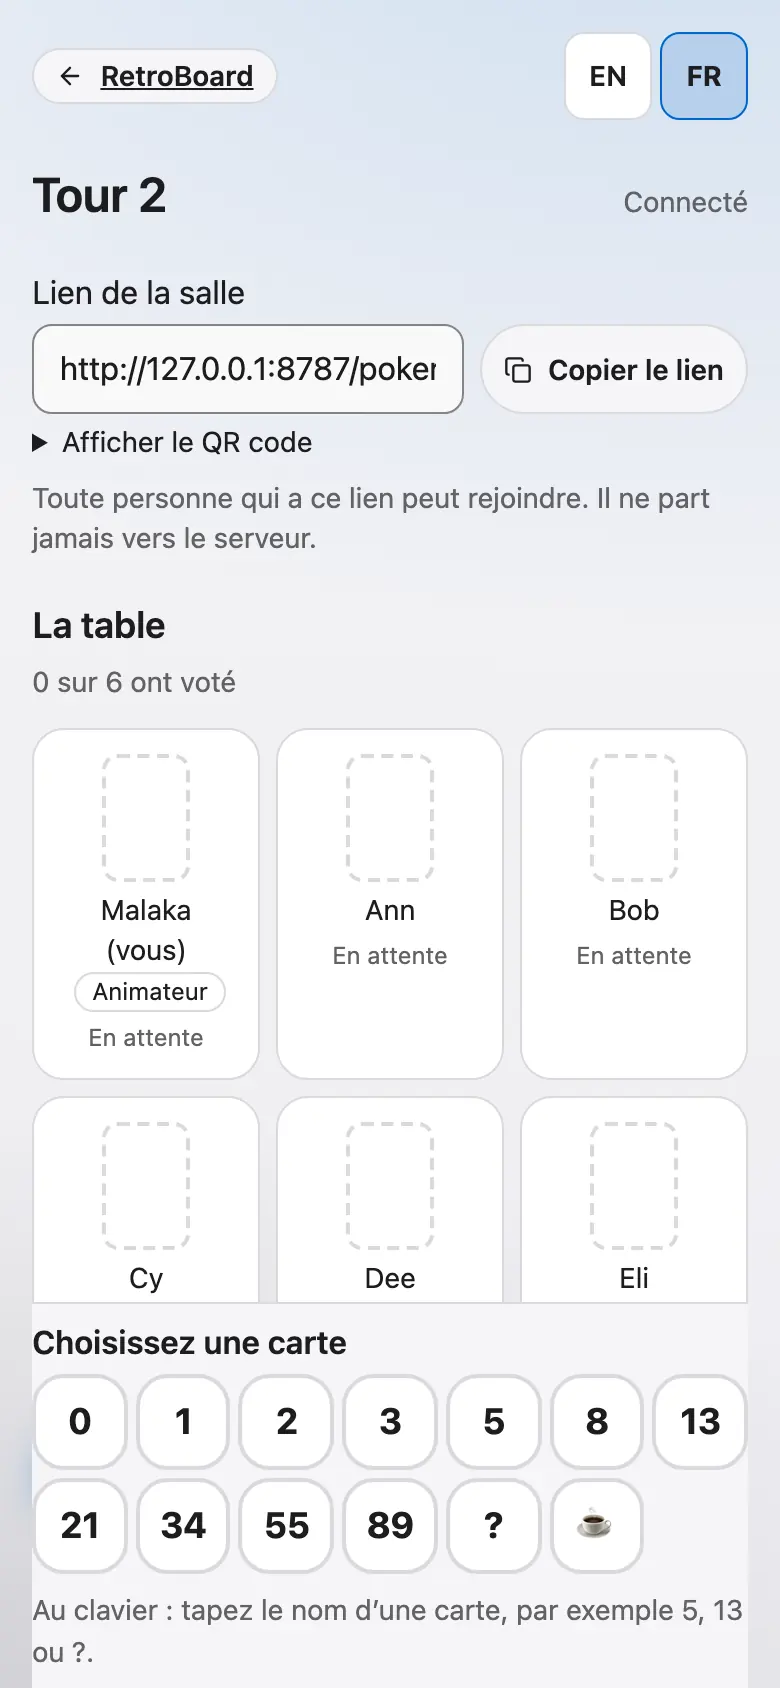 ← RetroBoard
EN
FR
Tour 2
Connecté
Lien de la salle
http://127.0.0.1:8787/poker
Copier le lien
Afficher le QR code
Toute personne qui a ce lien peut rejoindre. Il ne part
jamais vers le serveur.
La table
0 sur 6 ont voté
Malaka
(vous)
Animateur
En attente
Ann
En attente
Bob
En attente
Cy
Dee
Eli
Choisissez une carte
0
1
2
3
5
8
13
21
34
55
89
?
☕
Au clavier : tapez le nom d’une carte, par exemple 5, 13
ou ?.